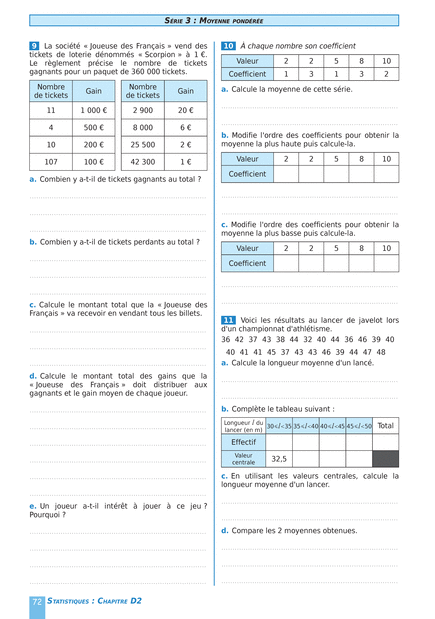 SÉRIE 3 : MOYENNE PONDÉRÉE
9 La société « Joueuse des Français » vend des
tickets de loterie dénommés « Scorpion » à 1 €.
Le règlement précise le nombre de tickets
gagnants pour un paquet de 360 000 tickets.
Nombre de tickets Gain Nombre de tickets Gain
11 1 000 € 2 900 20 €
4 500 € 8 000 6 €
10 200 € 25 500 2 €
107 100 € 42 300 1 €
a. Combien y a-t-il de tickets gagnants au total ?
b. Combien y a-t-il de tickets perdants au total ?
c. Calcule le montant total que la « Joueuse des
Français » va recevoir en vendant tous les billets.
d. Calcule le montant total des gains que la
« Joueuse des Français » doit distribuer aux
gagnants et le gain moyen de chaque joueur.
e. Un joueur a-t-il intérêt à jouer à ce jeu ?
Pourquoi ?
10 À chaque nombre son coefficient
Valeur 2 2 5 8 10
Coefficient 1 3 1 3 2
a. Calcule la moyenne de cette série.
b. Modifie l'ordre des coefficients pour obtenir la
moyenne la plus haute puis calcule-la.
Valeur 2 2 5 8 10
Coefficient
c. Modifie l'ordre des coefficients pour obtenir la
moyenne la plus basse puis calcule-la.
Valeur 2 2 5 8 10
Coefficient
11 Voici les résultats au lancer de javelot lors
d'un championnat d'athlétisme.
36 42 37 43 38 44 32 40 44 36 46 39 40
40 41 41 45 37 43 43 46 39 44 47 48
a. Calcule la longueur moyenne d'un lancé.
b. Complète le tableau suivant :
Longueur l du lancer (en m) 30<l<35 35<l<40 40<l<45 45<l<50 Total
Effectif
Valeur centrale 32,5
c. En utilisant les valeurs centrales, calcule la
longueur moyenne d'un lancer.
d. Compare les 2 moyennes obtenues.
72 STATISTIQUES : CHAPITRE D2